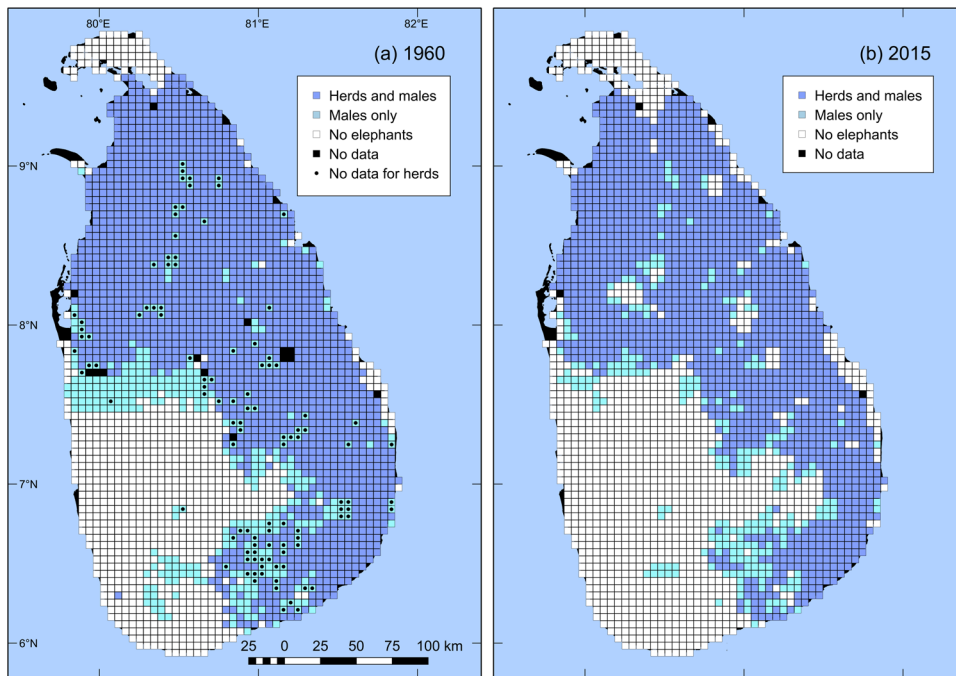 80°E 81°E 82°E
(a) 1960
Herds and males
Males only
No elephants
No data
No data for herds
9°N
8°N
7°N
6°N
25 0 25 50 100 km
(b) 2015
Herds and males
Males only
No elephants
No data